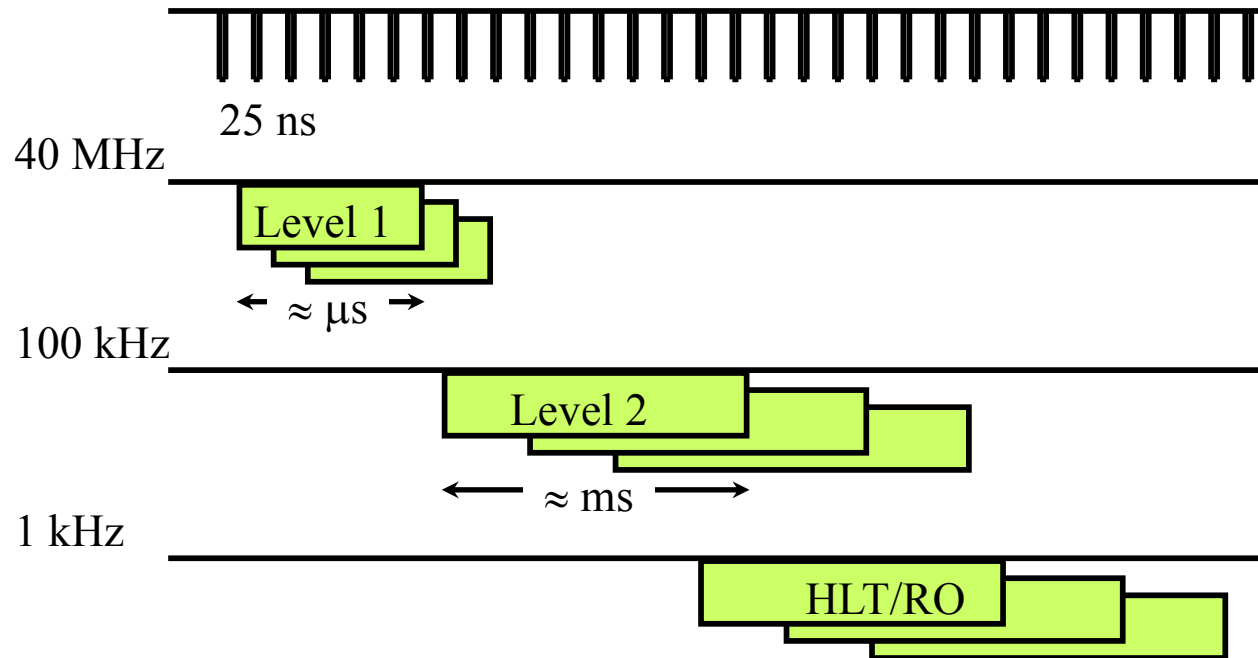 25 ns
40 MHz
Level 1
≈ μs
100 kHz
Level 2
≈ ms
1 kHz
HLT/RO